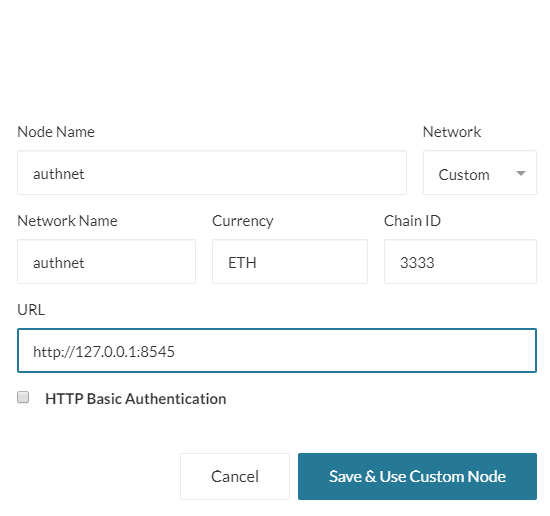 Node Name Network
authnet Custom
Network Name Currency Chain ID
authnet ETH 3333
URL
http://127.0.0.1:8545
HTTP Basic Authentication
Cancel Save & Use Custom Node